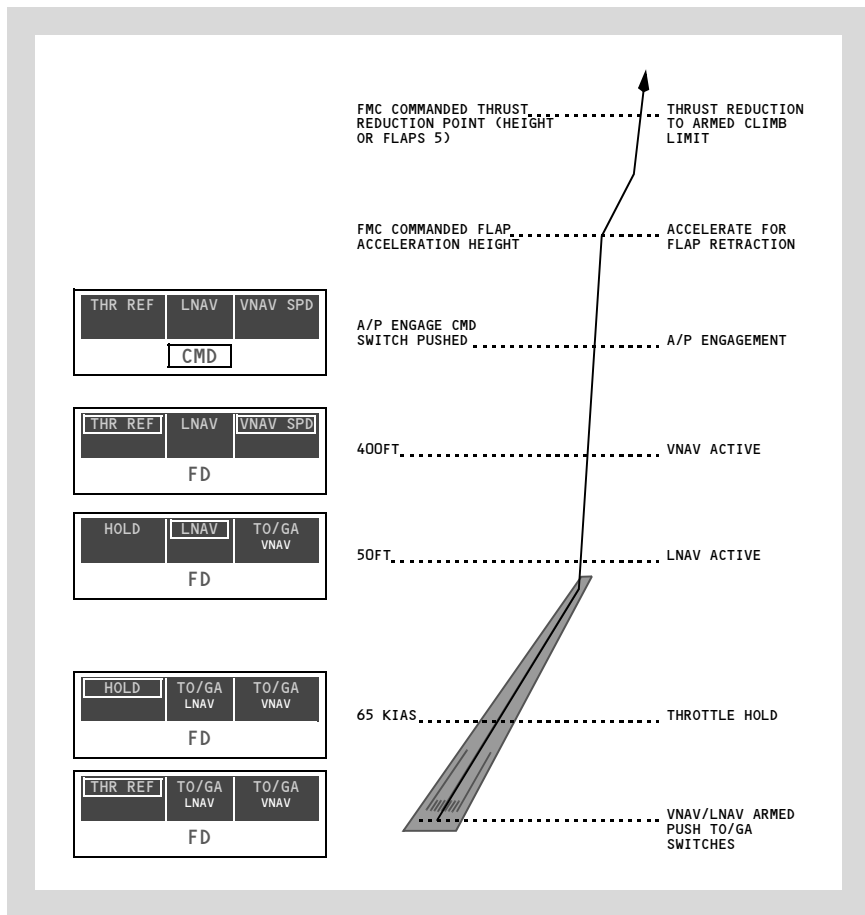 FMC COMMANDED THRUST
REDUCTION POINT (HEIGHT
OR FLAPS 5)
THRUST REDUCTION
TO ARMED CLIMB
LIMIT
FMC COMMANDED FLAP
ACCELERATION HEIGHT
ACCELERATE FOR
FLAP RETRACTION
THR REF LNAV VNAV SPD
CMD
A/P ENGAGE CMD
SWITCH PUSHED
A/P ENGAGEMENT
THR REF LNAV VNAV SPD
FD
400FT
VNAV ACTIVE
HOLD LNAV TO/GA
VNAV
FD
50FT
LNAV ACTIVE
HOLD TO/GA TO/GA
LNAV VNAV
FD
65 KIAS
THROTTLE HOLD
THR REF TO/GA TO/GA
LNAV VNAV
FD
VNAV/LNAV ARMED
PUSH TO/GA
SWITCHES